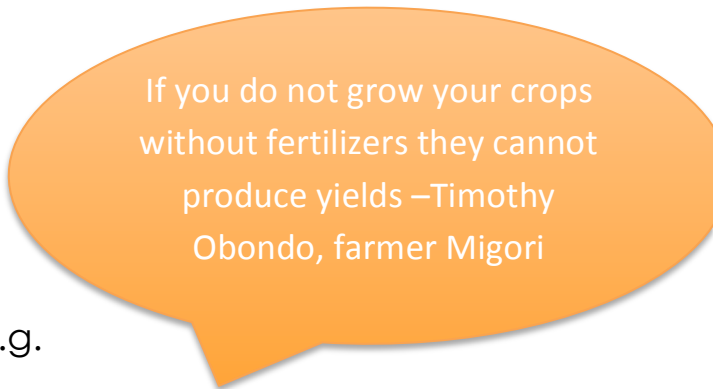 If you do not grow your crops
without fertilizers they cannot
produce yields –Timothy
Obondo, farmer Migori
.g.